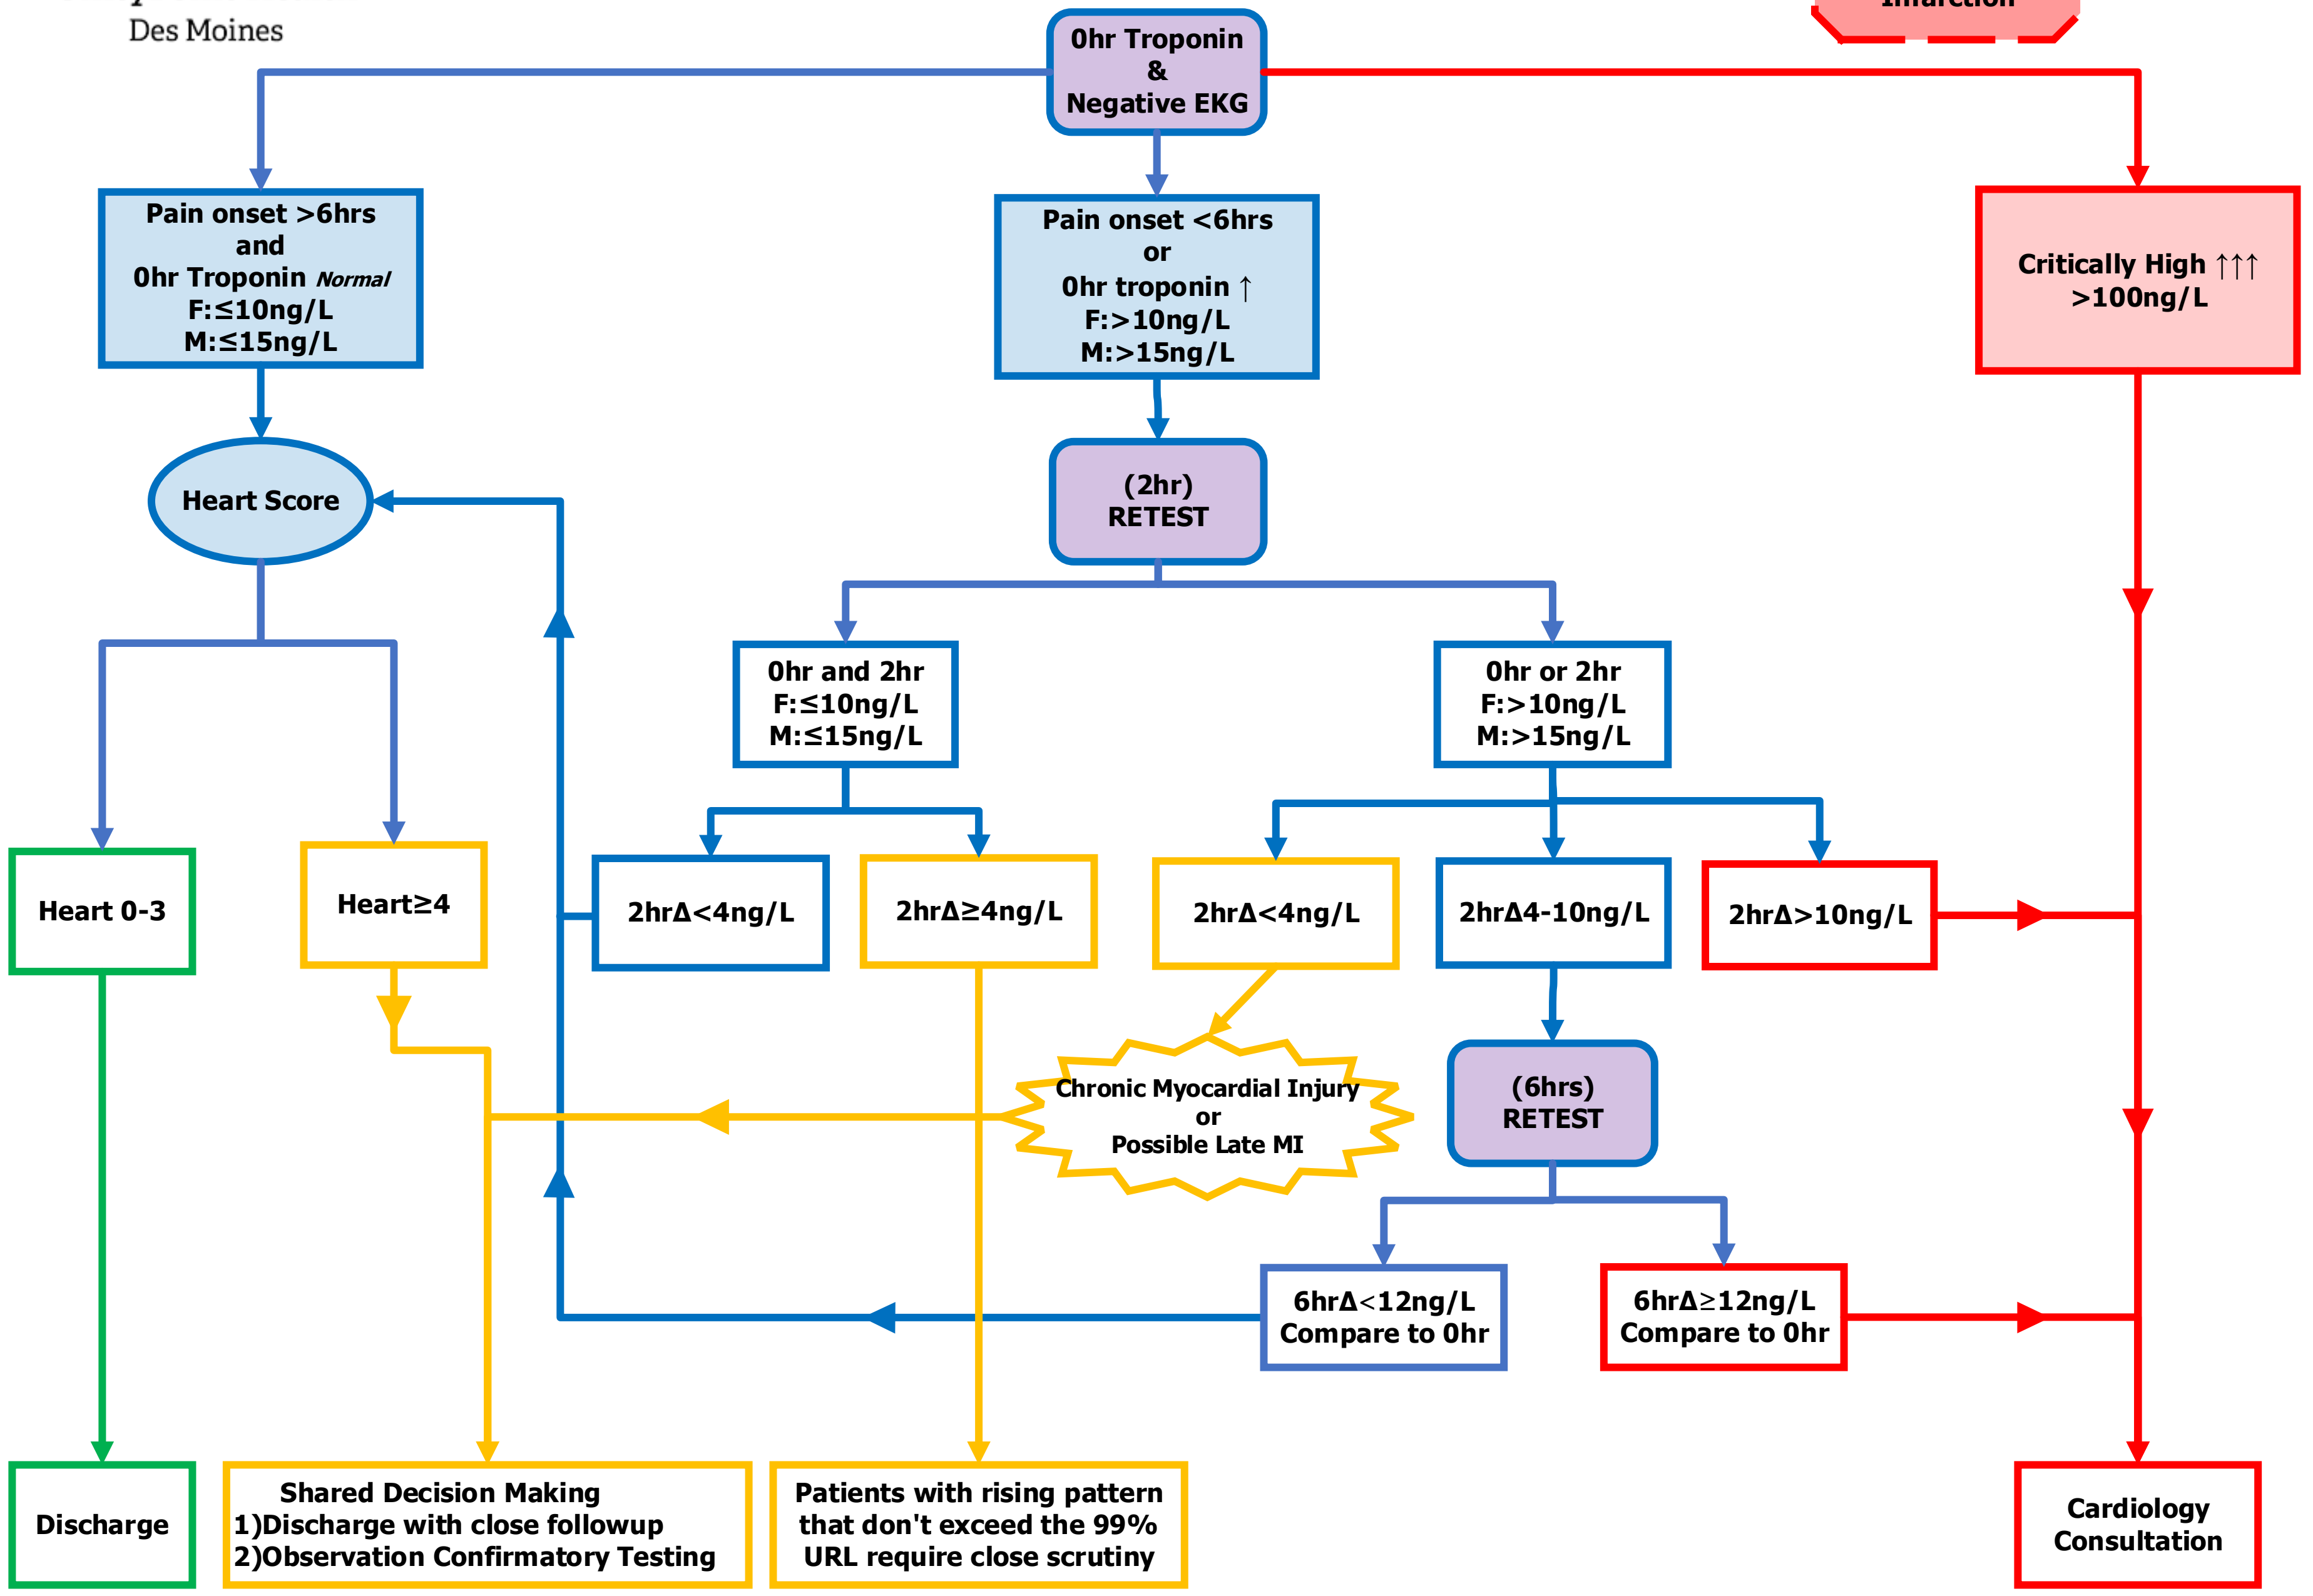 Des Moines
Infarction
0hr Troponin
&
Negative EKG
Pain onset >6hrs
and
0hr Troponin Normal
F:≤10ng/L
M:≤15ng/L
Pain onset <6hrs
or
0hr troponin ↑
F:>10ng/L
M:>15ng/L
Critically High ↑↑↑
>100ng/L
Heart Score
(2hr)
RETEST
0hr and 2hr
F:≤10ng/L
M:≤15ng/L
0hr or 2hr
F:>10ng/L
M:>15ng/L
Heart 0-3
Heart≥4
2hrΔ<4ng/L
2hrΔ≥4ng/L
2hrΔ<4ng/L
2hrΔ4-10ng/L
2hrΔ>10ng/L
Chronic Myocardial Injury
or
Possible Late MI
(6hrs)
RETEST
6hrΔ<12ng/L
Compare to 0hr
6hrΔ≥12ng/L
Compare to 0hr
Discharge
Shared Decision Making
1)Discharge with close followup
2)Observation Confirmatory Testing
Patients with rising pattern
that don't exceed the 99%
URL require close scrutiny
Cardiology
Consultation